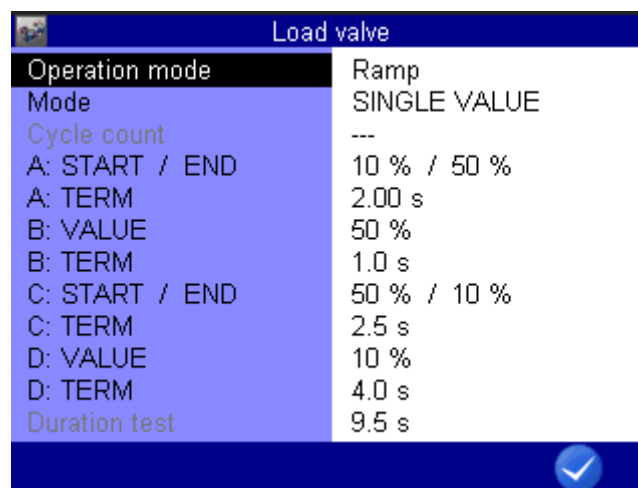 Load valve
Operation mode Ramp
Mode SINGLE VALUE
Cycle count ---
A: START / END 10 % / 50 %
A: TERM 2.00 s
B: VALUE 50 %
B: TERM 1.0 s
C: START / END 50 % / 10 %
C: TERM 2.5 s
D: VALUE 10 %
D: TERM 4.0 s
Duration test 9.5 s